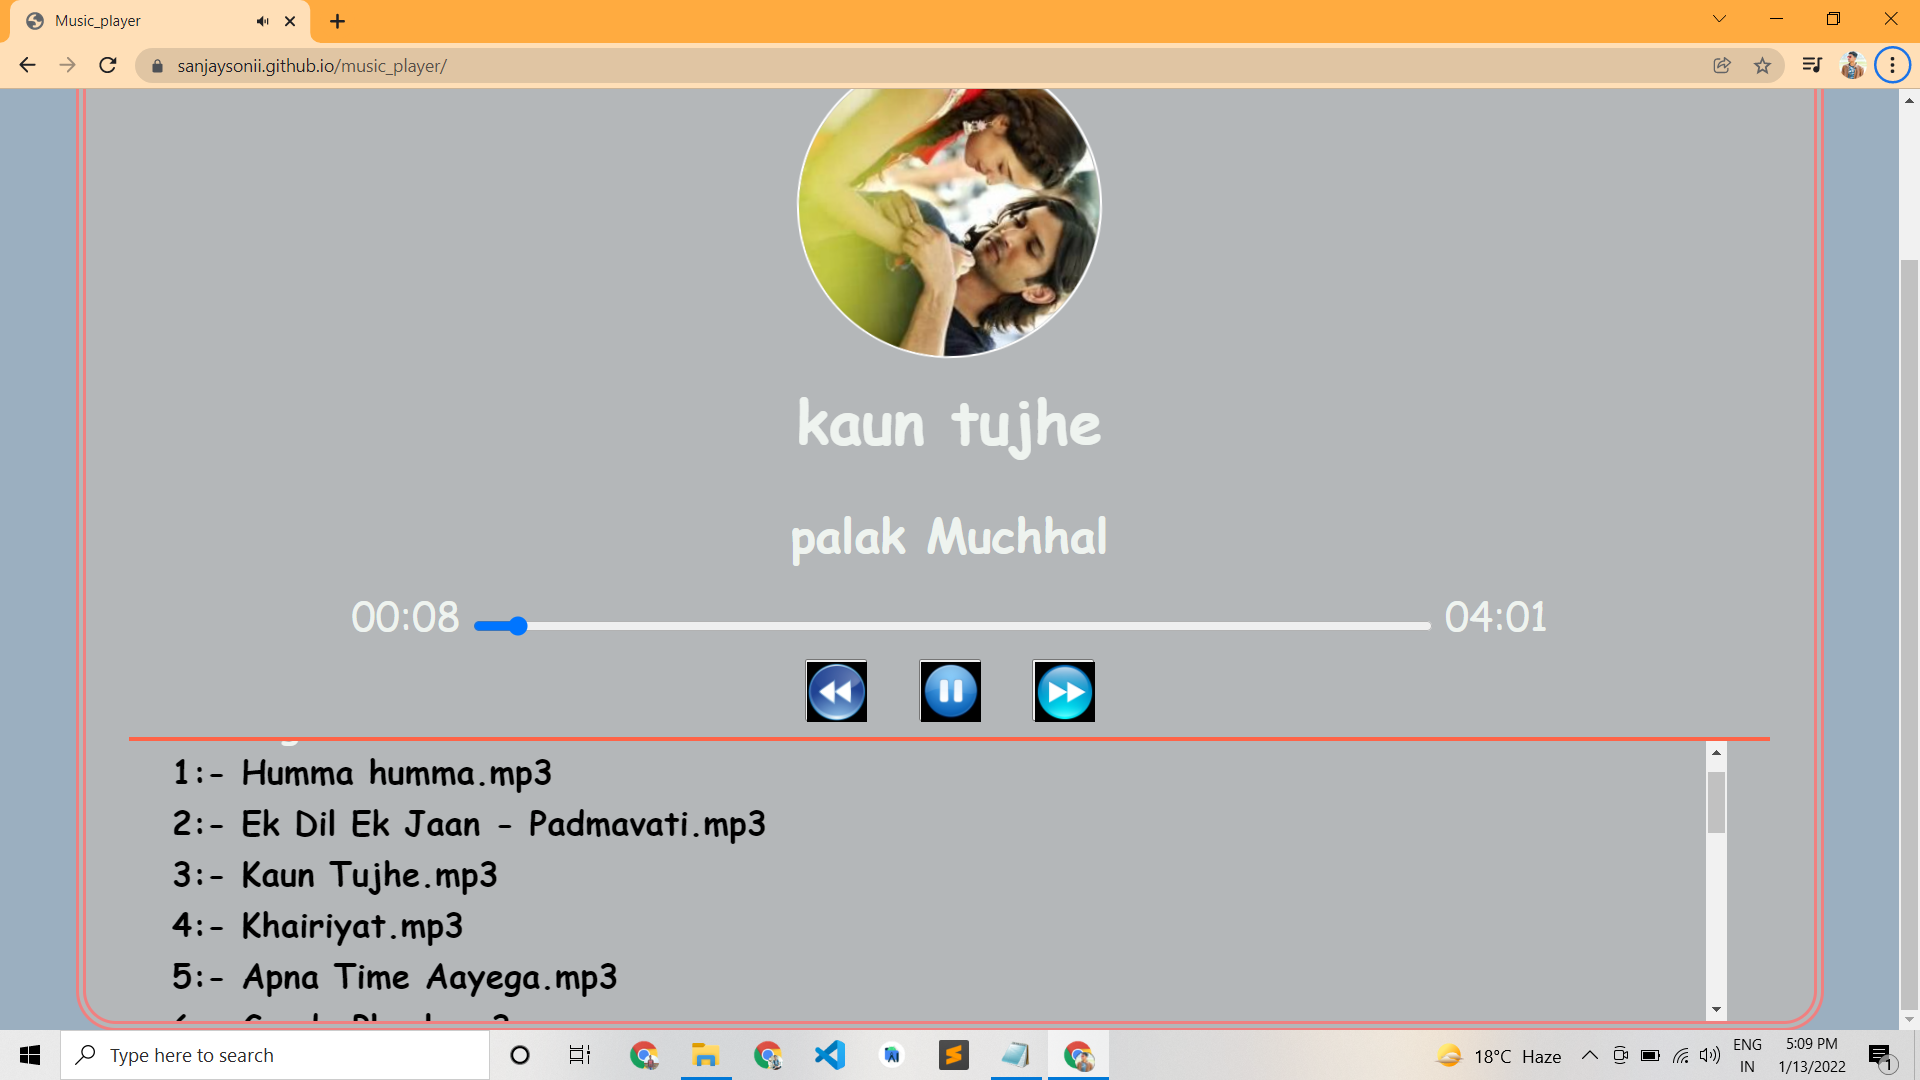 Music_player
sanjaysonii.github.io/music_player/
kaun tujhe
palak Muchhal
00:08
04:01
1:- Humma humma.mp3
2:- Ek Dil Ek Jaan - Padmavati.mp3
3:- Kaun Tujhe.mp3
4:- Khairiyat.mp3
5:- Apna Time Aayega.mp3
Type here to search
18°C Haze
ENG
IN
5:09 PM
1/13/2022
1